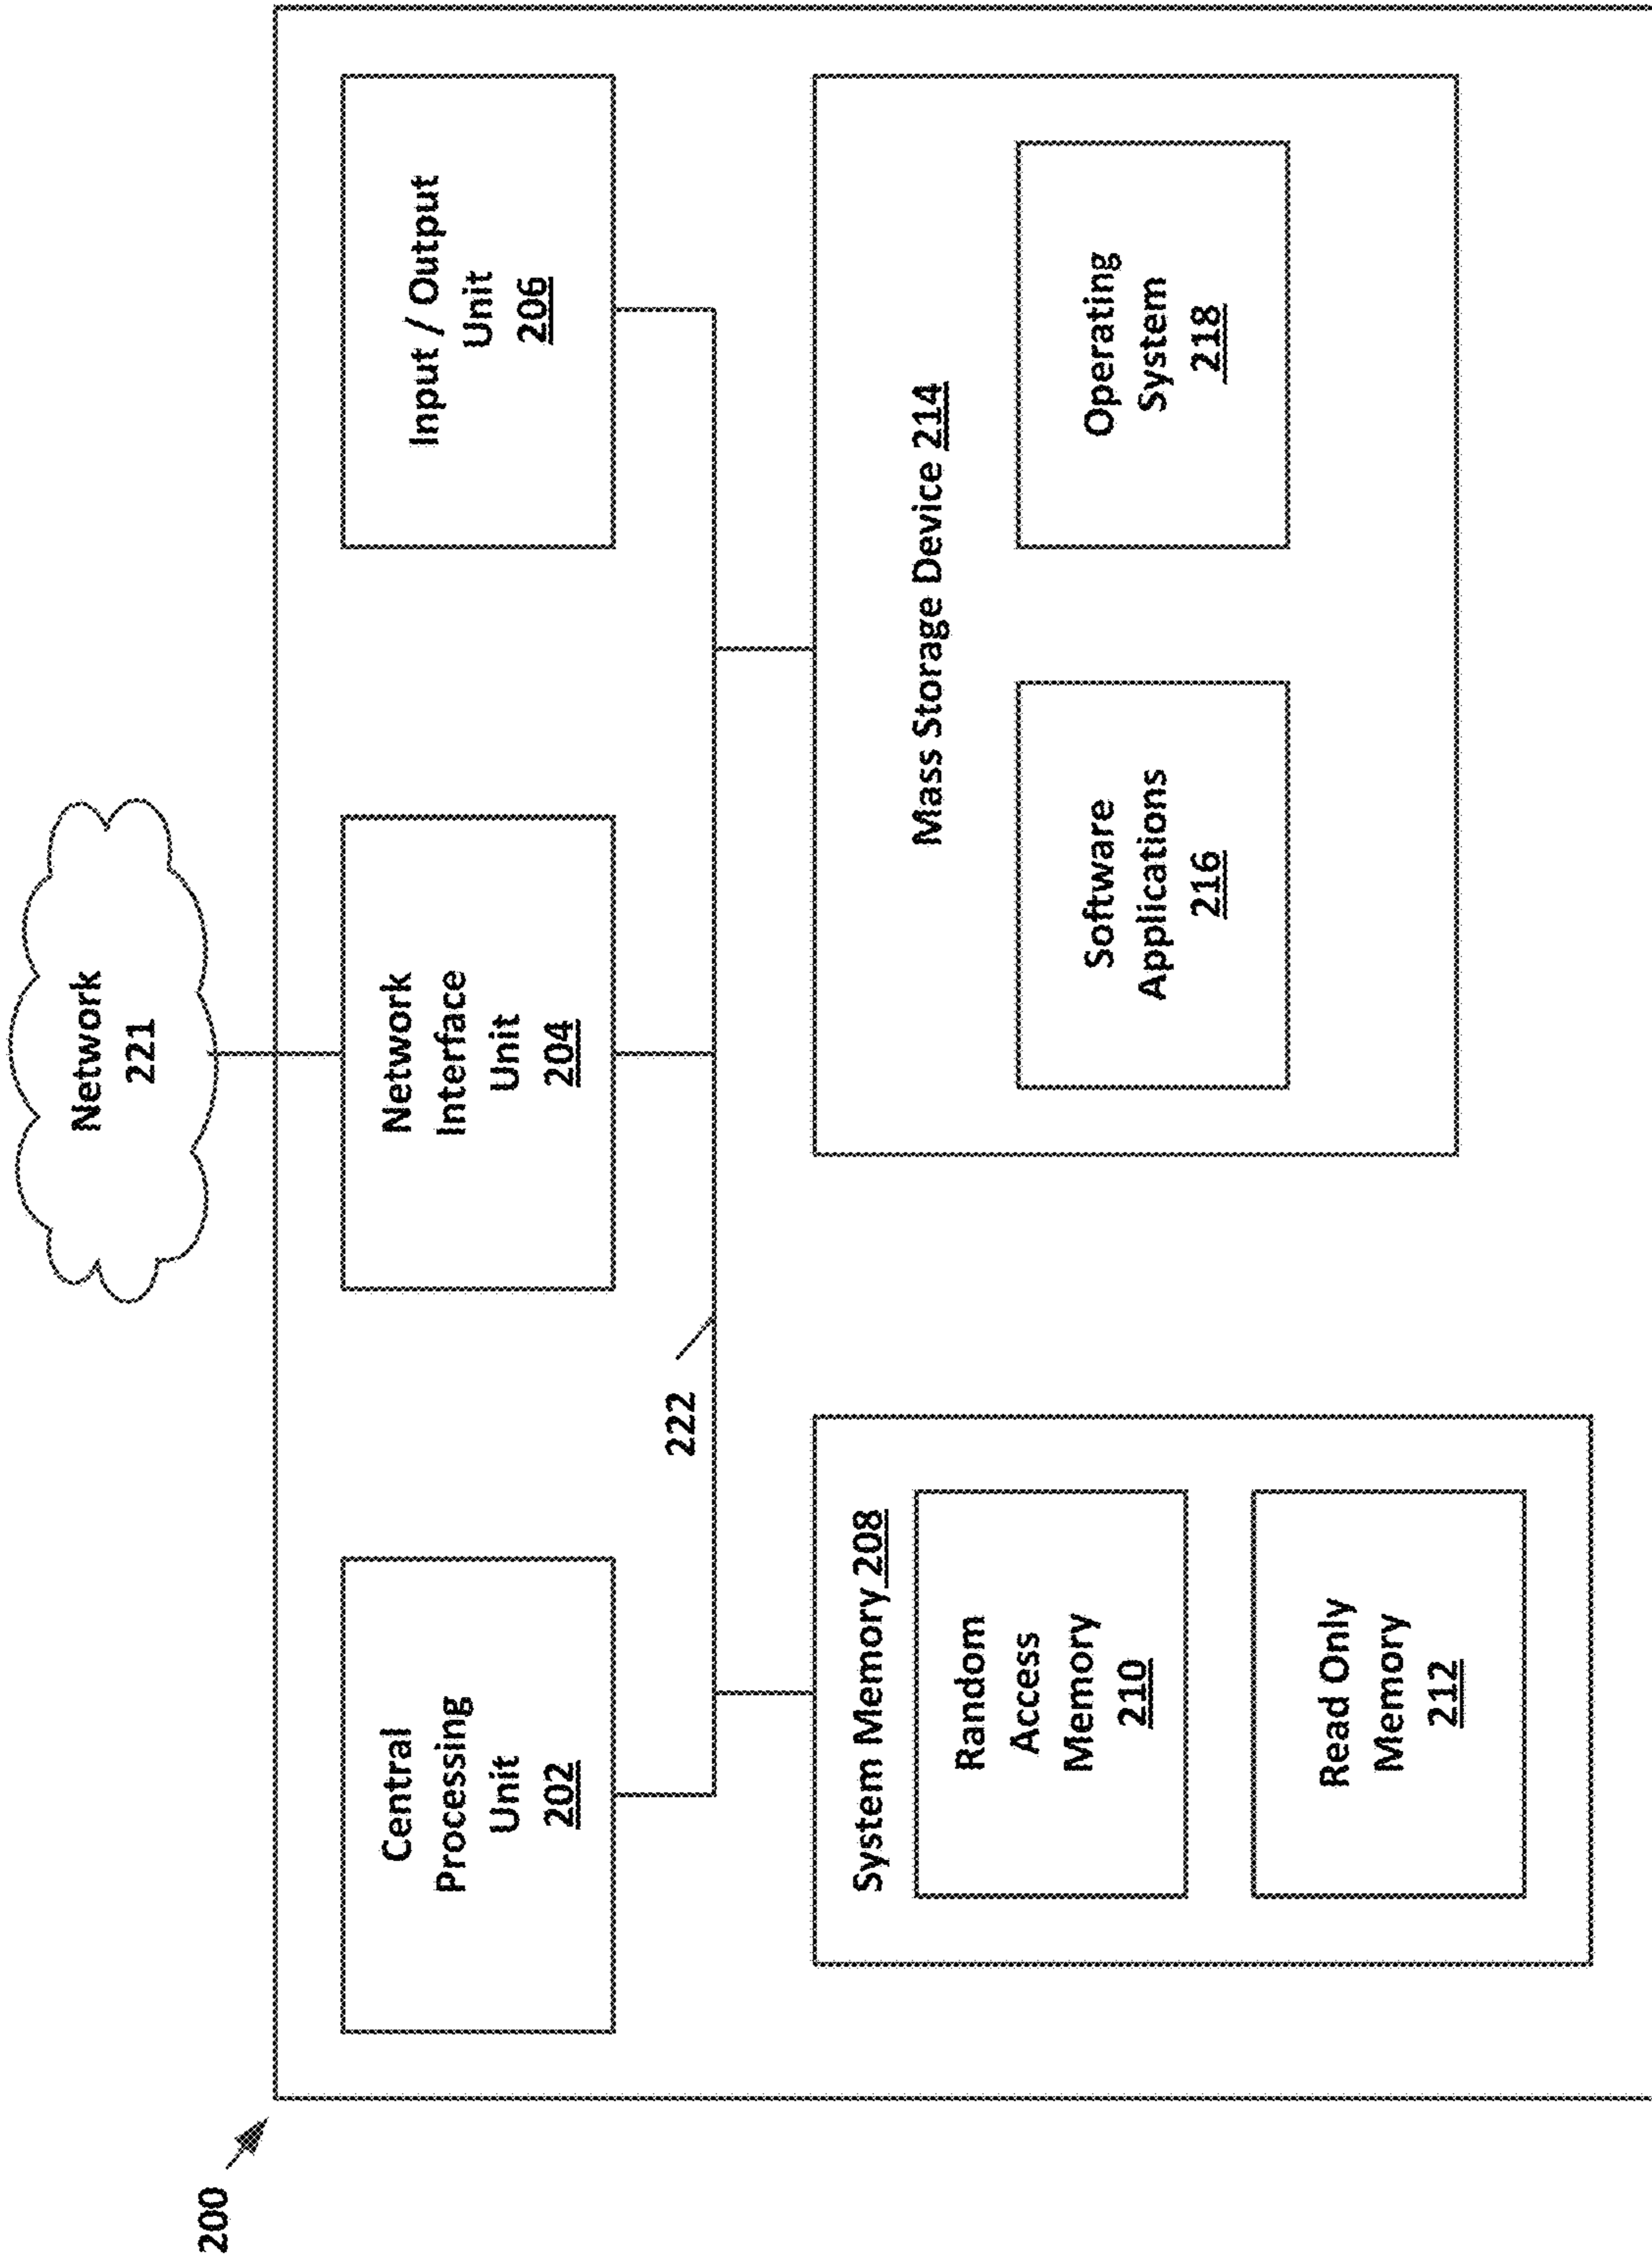 200
Network
221
Central
Processing
Unit
202
Network
Interface
Unit
204
Input / Output
Unit
206
222
System Memory 208
Random
Access
Memory
210
Read Only
Memory
212
Mass Storage Device 214
Software
Applications
216
Operating
System
218